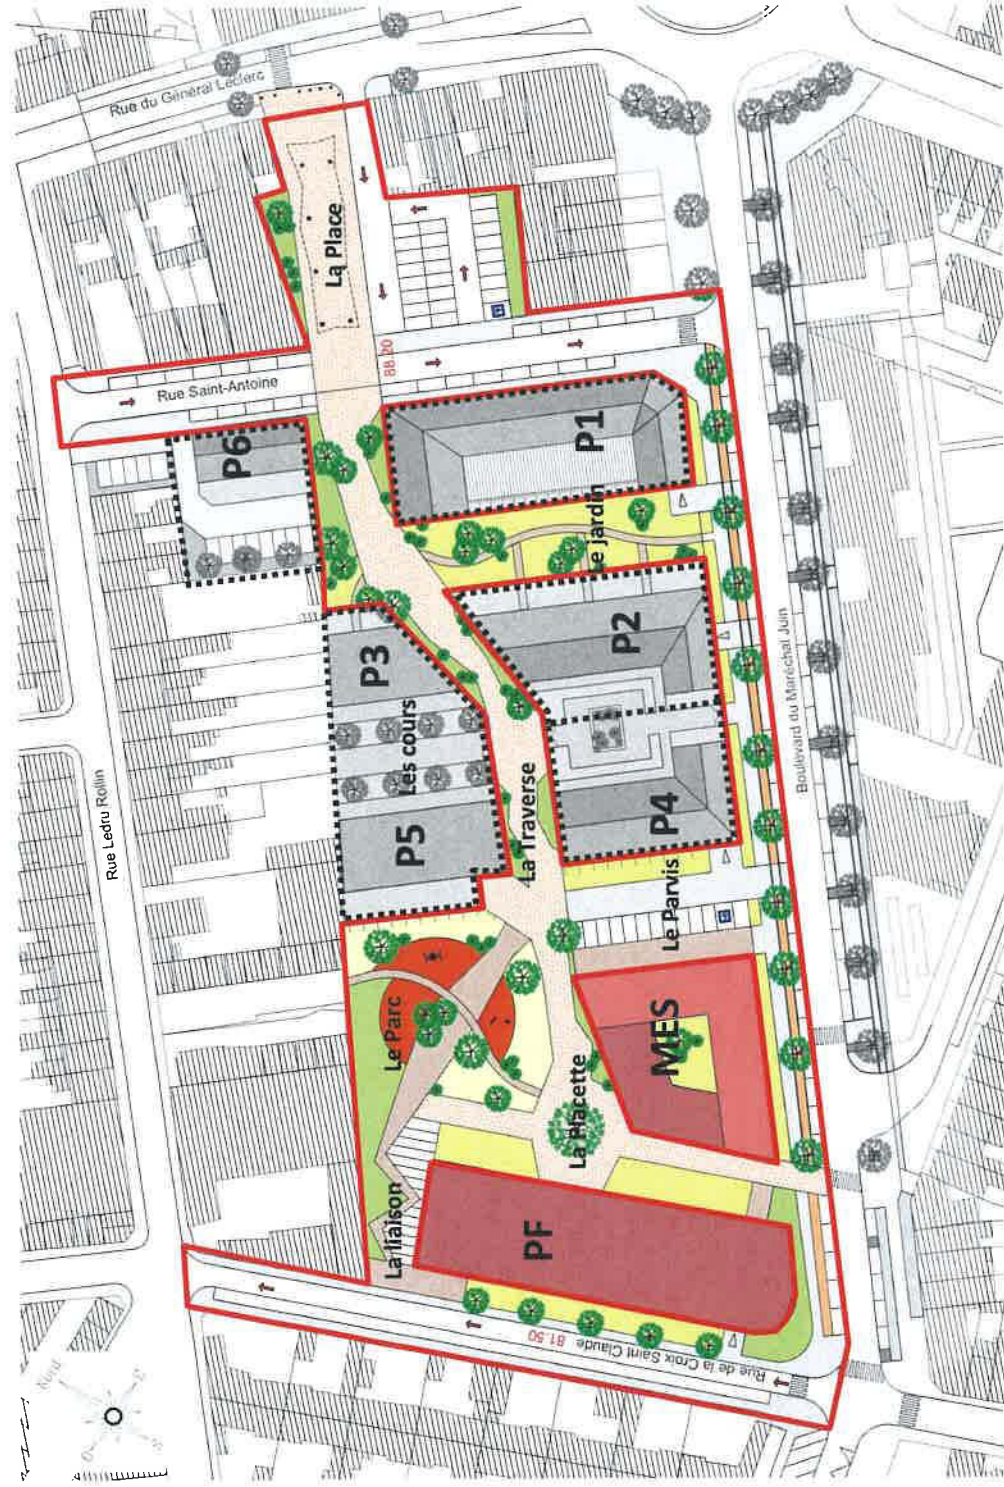 Rue du Général Leclerc
La Place
Rue Saint-Antoine
88.20
P6
P1
Le jardin
P3
P2
Les cours
P5
La Traverse
P4
Le Parvis
Boulevard du Maréchal Juin
Rue Ledru Rollin
Le Parc
MES
La Placette
La liaison
PF
Rue de la Croix Saint Claude
81.50
Nord
E
S
O